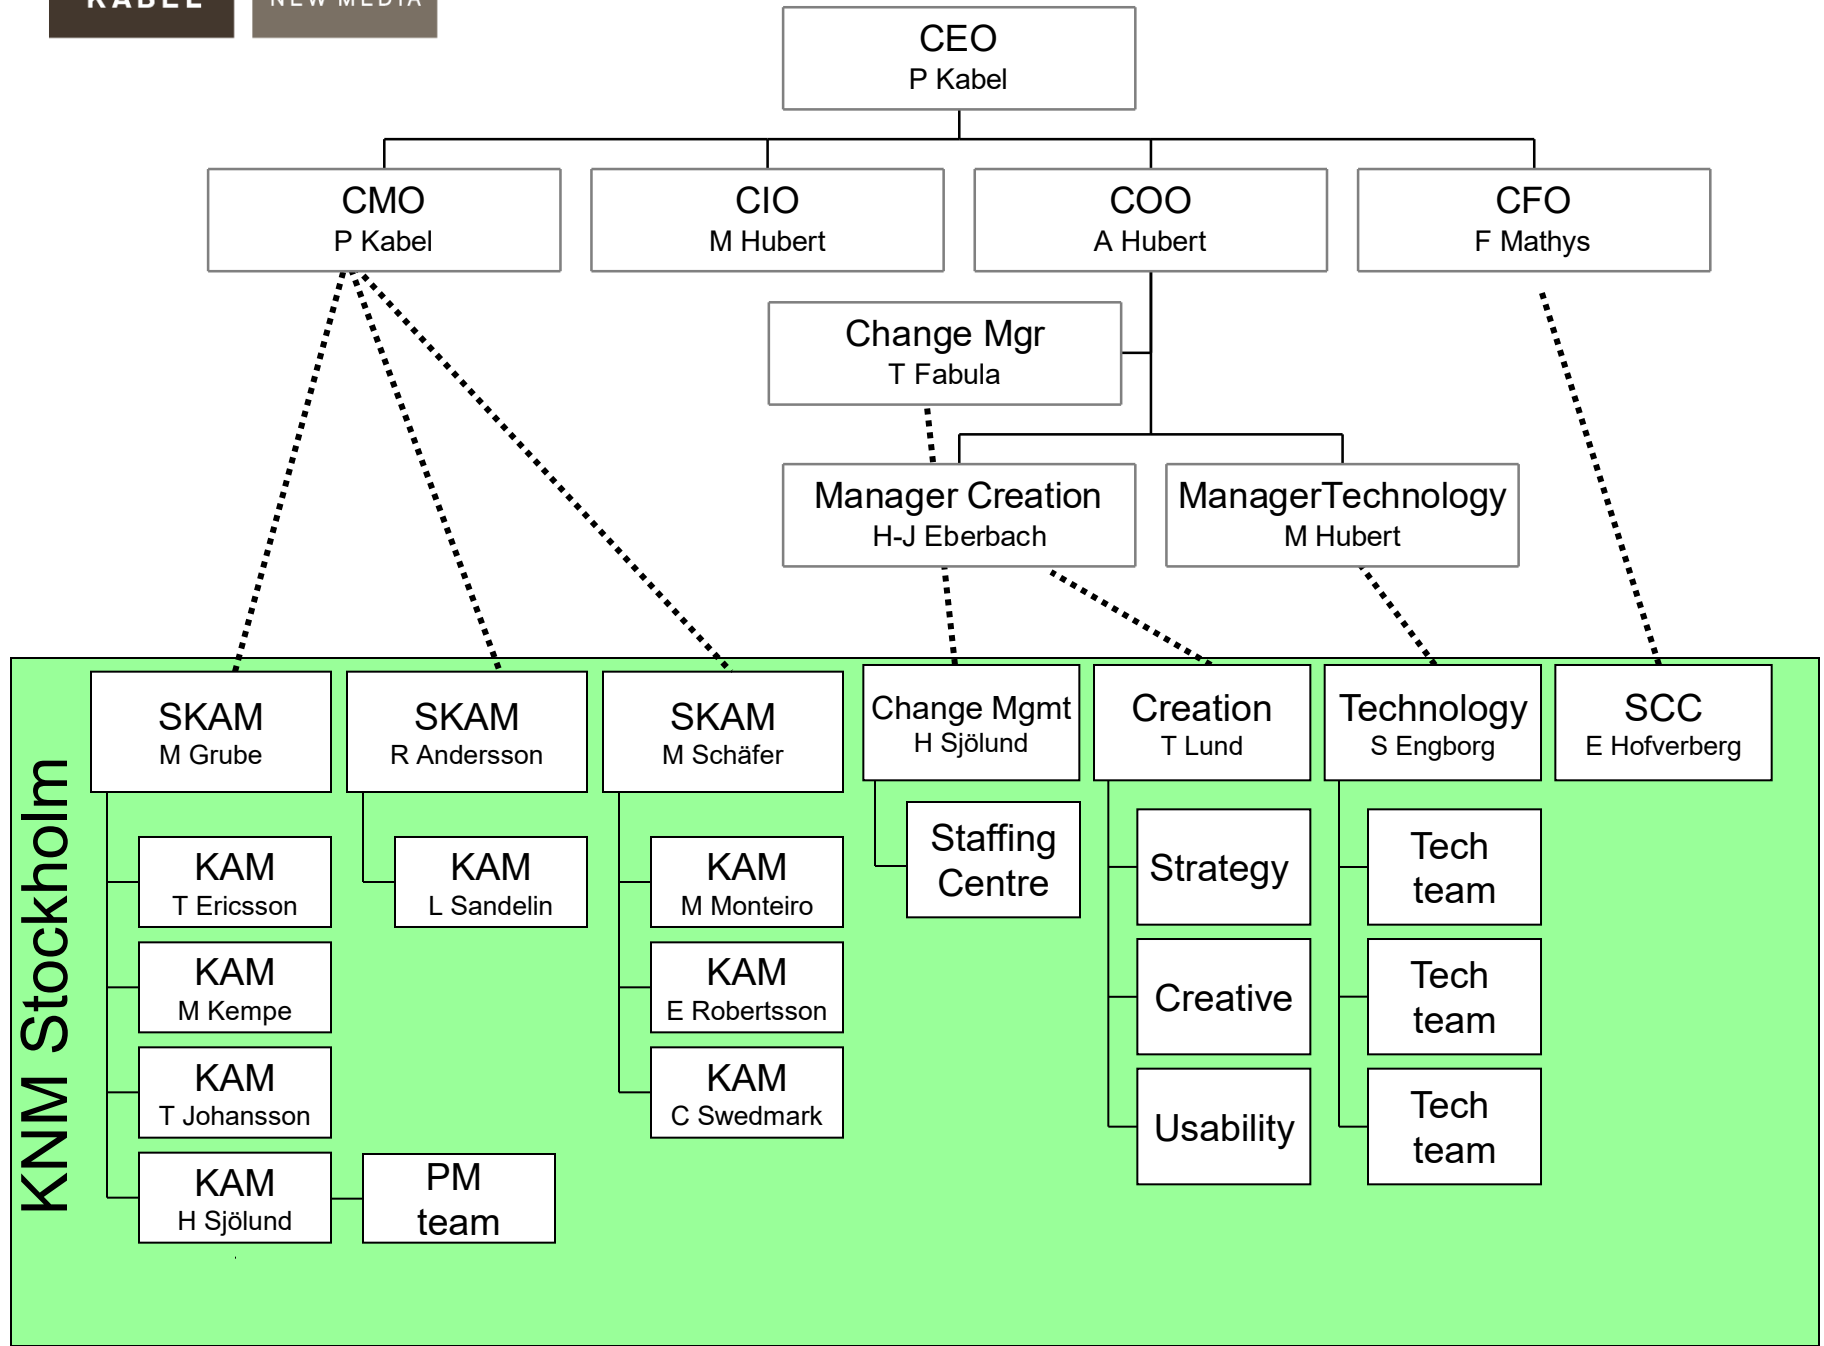 KABEL
NEW MEDIA
CEO
P Kabel
CMO
P Kabel
CIO
M Hubert
COO
A Hubert
CFO
F Mathys
Change Mgr
T Fabula
Manager Creation
H-J Eberbach
ManagerTechnology
M Hubert
KNM Stockholm
SKAM
M Grube
SKAM
R Andersson
SKAM
M Schäfer
Change Mgmt
H Sjölund
Creation
T Lund
Technology
S Engborg
SCC
E Hofverberg
KAM
T Ericsson
KAM
M Kempe
KAM
T Johansson
KAM
H Sjölund
PM
team
KAM
L Sandelin
KAM
M Monteiro
KAM
E Robertsson
KAM
C Swedmark
Staffing
Centre
Strategy
Creative
Usability
Tech
team
Tech
team
Tech
team